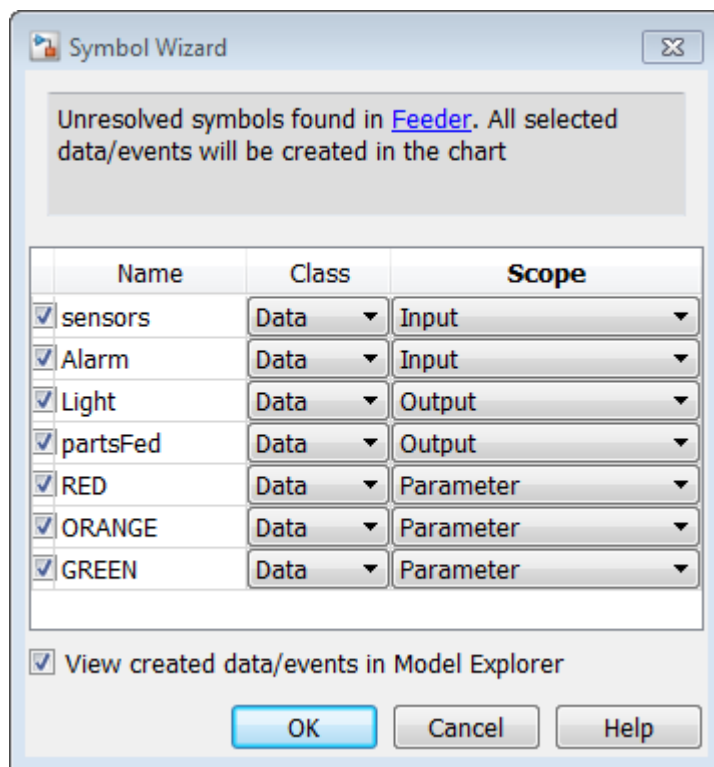 Symbol Wizard
Unresolved symbols found in Feeder. All selected
data/events will be created in the chart
Name Class Scope
sensors Data Input
Alarm Data Input
Light Data Output
partsFed Data Output
RED Data Parameter
ORANGE Data Parameter
GREEN Data Parameter
View created data/events in Model Explorer
OK Cancel Help